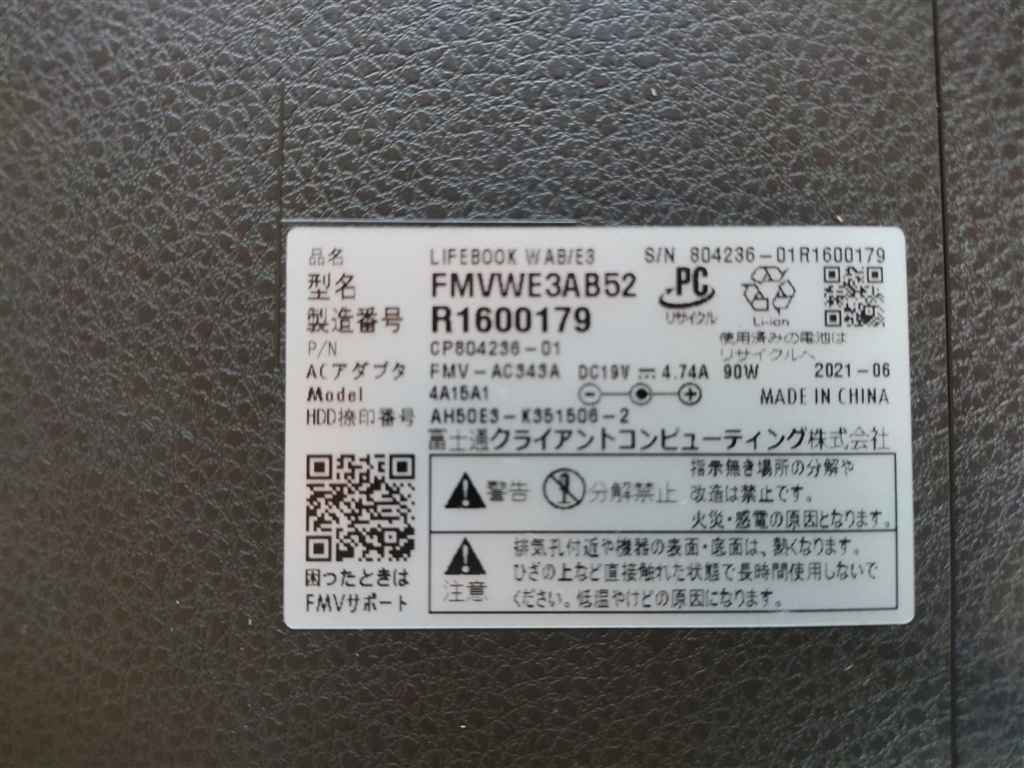 品名 LIFEBOOK WAB/E3 S/N 804236-01R1600179
型名 FMVWE3AB52
製造番号 R1600179
PC
リサイクル
Li-ion
使用済みの電池は
リサイクルへ
P/N CP804236-01
ACアダプタ FMV-AC343A DC19V 4.74A 90W 2021-06
Model 4A15A1 MADE IN CHINA
HDD捺印番号 AH50E3-K351506-2
富士通クライアントコンピューティング株式会社
警告 分解禁止
指示無き場所の分解や
改造は禁止です。
火災・感電の原因となります。
注意
排気孔付近や機器の表面・底面は、熱くなります。
ひざの上など直接触れた状態で長時間使用しないで
ください。低温やけどの原因になります。
困ったときは
FMVサポート